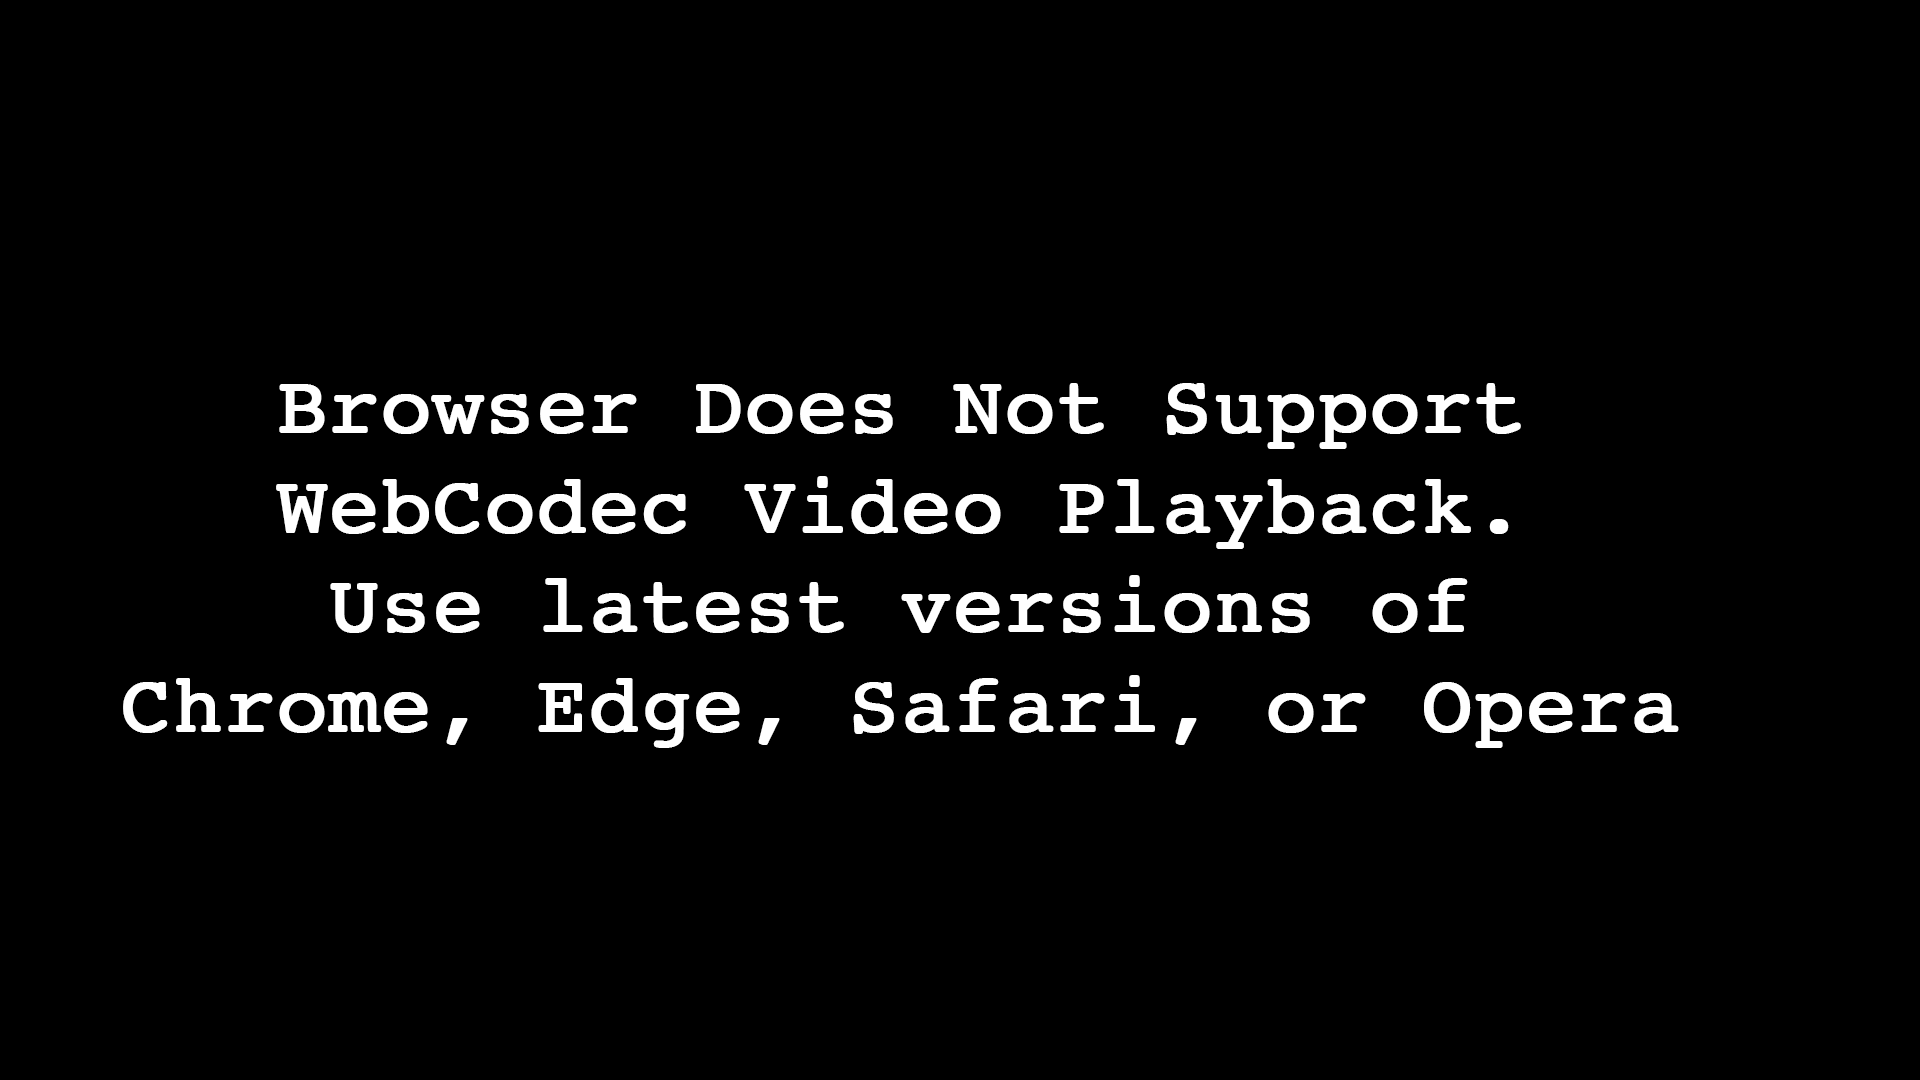 Browser Does Not Support
WebCodec Video Playback.
Use latest versions of
Chrome, Edge, Safari, or Opera